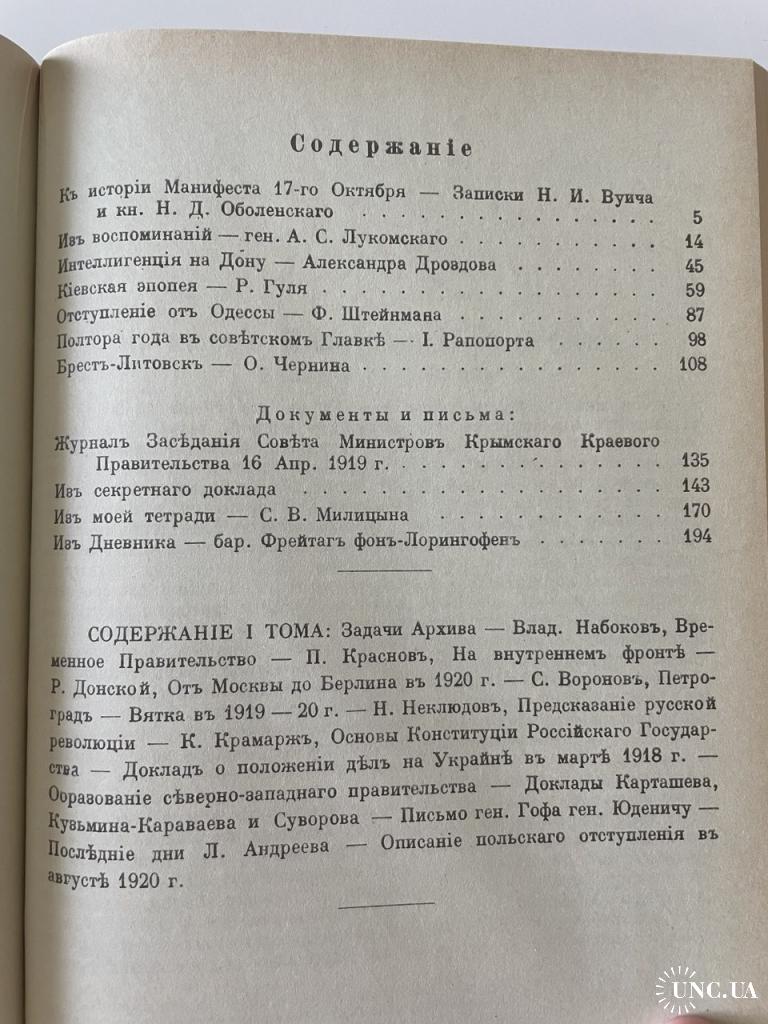 Содержаніе
Къ исторіи Манифеста 17-го Октября — Записки Н. И. Вуича
и кн. Н. Д. Оболенскаго . . . . . . . . . . . . . . . . 5
Изъ воспоминаній — ген. А. С. Лукомскаго . . . . . . . . . . 14
Интеллигенція на Дону — Александра Дроздова . . . . . . . . 45
Кіевская эпопея — Р. Гуля . . . . . . . . . . . . . . . . . . 59
Отступленіе отъ Одессы — Ф. Штейнмана . . . . . . . . . . 87
Полтора года въ совѣтскомъ Главкѣ — І. Рапопорта . . . . . . 98
Брестъ-Литовскъ — О. Чернина . . . . . . . . . . . . . . . 108
Документы и письма:
Журналъ Засѣданія Совѣта Министровъ Крымскаго Краевого
Правительства 16 Апр. 1919 г. . . . . . . . . . . . . . 135
Изъ секретнаго доклада . . . . . . . . . . . . . . . . . . 143
Изъ моей тетради — С. В. Милицына . . . . . . . . . . . . 170
Изъ Дневника — бар. Фрейтагъ фонъ-Лорингофенъ . . . . . . . 194
СОДЕРЖАНІЕ I ТОМА: Задачи Архива — Влад. Набоковъ, Вре-
менное Правительство — П. Красновъ, На внутреннемъ фронтѣ —
Р. Донской, Отъ Москвы до Берлина въ 1920 г. — С. Вороновъ, Петро-
градъ — Вятка въ 1919 — 20 г. — Н. Неклюдовъ, Предсказаніе русской
революціи — К. Крамаржъ, Основы Конституціи Россійскаго Государ-
ства — Докладъ о положеніи дѣлъ на Украйнѣ въ мартѣ 1918 г. —
Образованіе сѣверно-западнаго правительства — Доклады Карташева,
Кузьмина-Караваева и Суворова — Письмо ген. Гофа ген. Юденичу —
Послѣдніе дни Л. Андреева — Описаніе польскаго отступленія въ
августѣ 1920 г.
UNC.UA